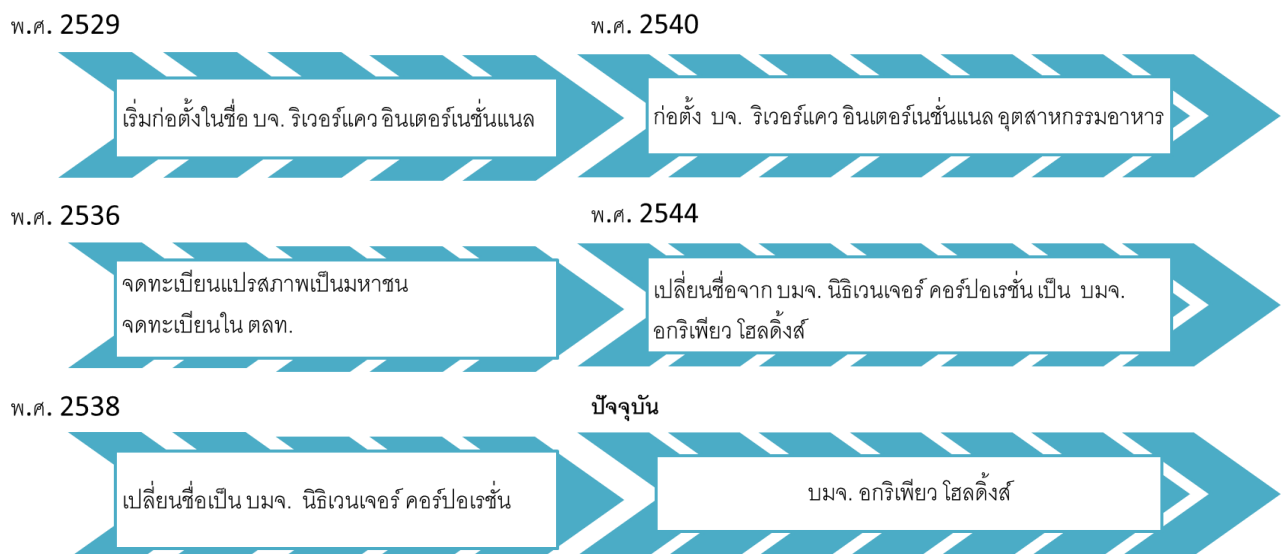 พ.ศ. 2529
เริ่มก่อตั้งในชื่อ บจ. ริเวอร์แคว อินเตอร์เนชั่นแนล
พ.ศ. 2536
จดทะเบียนแปรสภาพเป็นมหาชน
จดทะเบียนใน ตลท.
พ.ศ. 2538
เปลี่ยนชื่อเป็น บมจ. นิธิเวนเจอร์ คอร์ปอเรชั่น
พ.ศ. 2540
ก่อตั้ง บจ. ริเวอร์แคว อินเตอร์เนชั่นแนล อุตสาหกรรมอาหาร
พ.ศ. 2544
เปลี่ยนชื่อจาก บมจ. นิธิเวนเจอร์ คอร์ปอเรชั่น เป็น บมจ.
อกริเพียว โฮลดิ้งส์
ปัจจุบัน
บมจ. อกริเพียว โฮลดิ้งส์